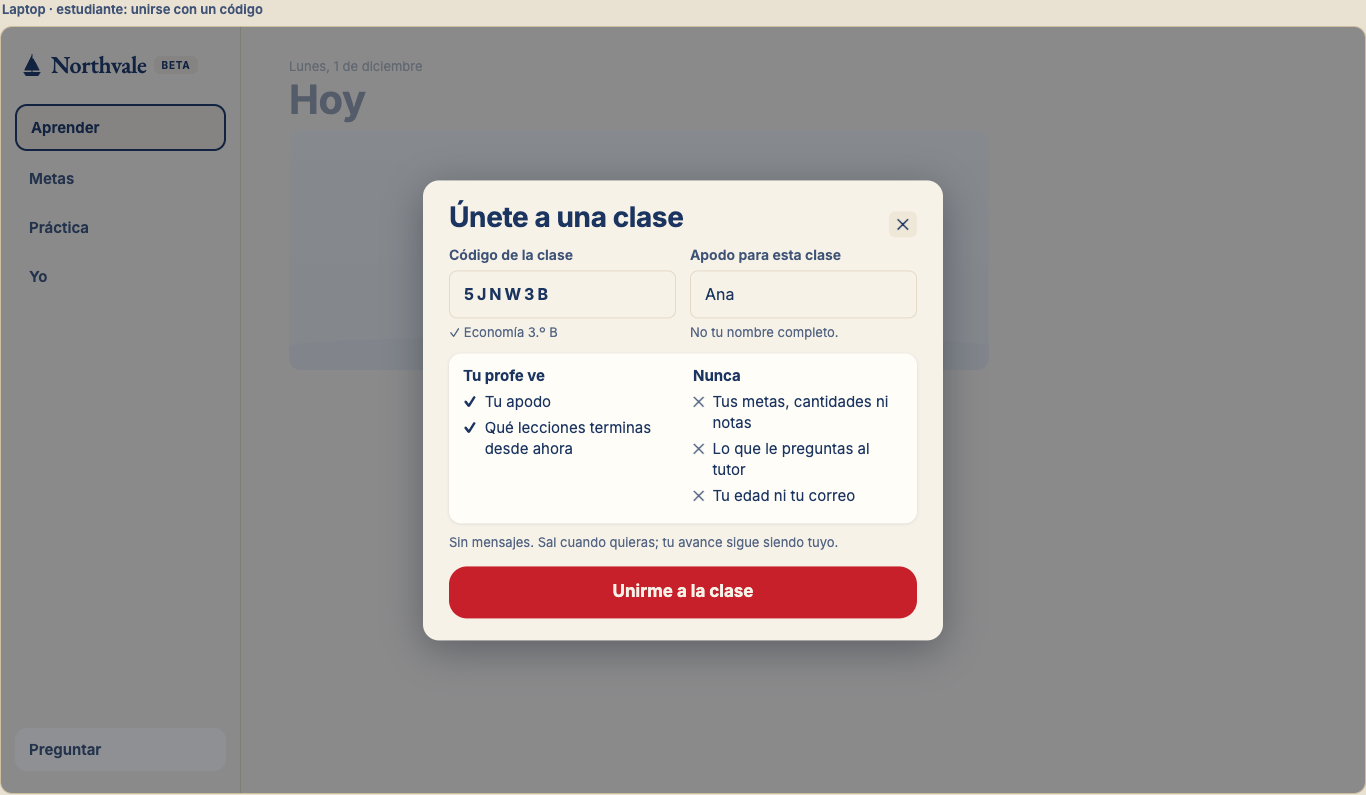 Laptop · estudiante: unirse con un código
Northvale BETA
Aprender
Metas
Práctica
Yo
Preguntar
Lunes, 1 de diciembre
Hoy
Únete a una clase
Código de la clase
5JNW3B
✓ Economía 3.º B
Apodo para esta clase
Ana
No tu nombre completo.
Tu profe ve
Tu apodo
Qué lecciones terminas
desde ahora
Nunca
Tus metas, cantidades ni
notas
Lo que le preguntas al
tutor
Tu edad ni tu correo
Sin mensajes. Sal cuando quieras; tu avance sigue siendo tuyo.
Unirme a la clase